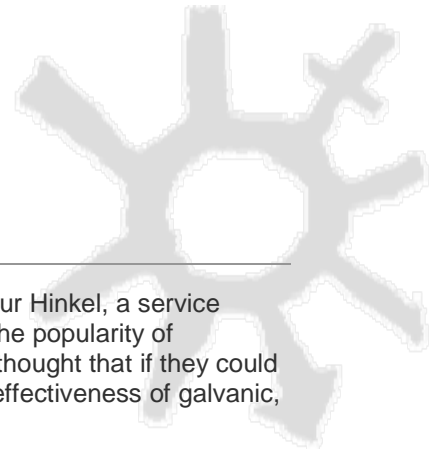 ur Hinkel, a service
he popularity of
thought that if they could
effectiveness of galvanic,